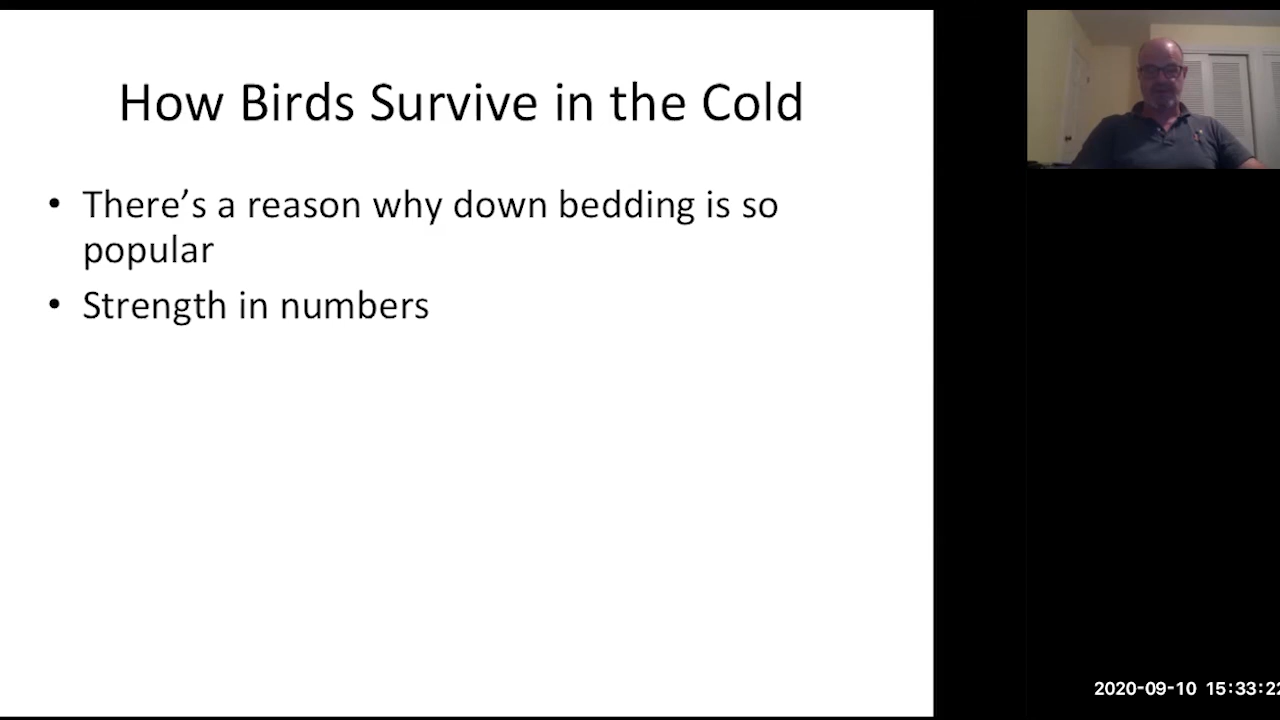 How Birds Survive in the Cold
• There’s a reason why down bedding is so
popular
• Strength in numbers
2020-09-10 15:33:22